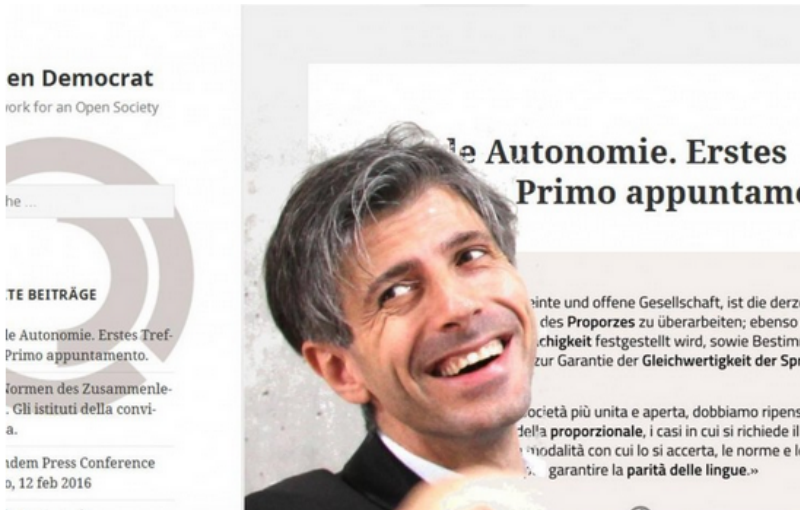 en Democrat
ork for an Open Society
he ...
TE BEITRÄGE
le Autonomie. Erstes Tref-
Primo appuntamento.
Normen des Zusammenle-
. Gli istituti della convi-
a.
ndem Press Conference
o, 12 feb 2016
le Autonomie. Erstes
Primo appuntame
einte und offene Gesellschaft, ist die derze
des Proporzes zu überarbeiten; ebenso
chigkeit festgestellt wird, sowie Bestim
zur Garantie der Gleichwertigkeit der Spr
ocietà più unita e aperta, dobbiamo ripens
della proporzionale, i casi in cui si richiede il
modalità con cui lo si accerta, le norme e le
garantire la parità delle lingue.»